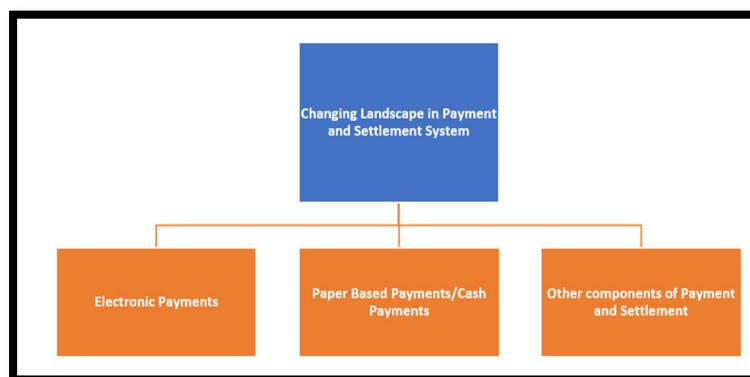 Changing Landscape in Payment
and Settlement System
Electronic Payments
Paper Based Payments/Cash
Payments
Other components of Payment
and Settlement